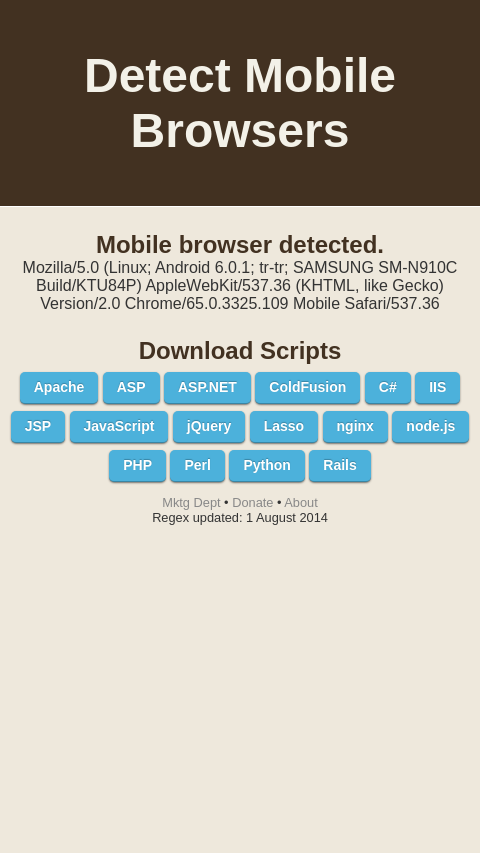 Detect Mobile
Browsers
Mobile browser detected.
Mozilla/5.0 (Linux; Android 6.0.1; tr-tr; SAMSUNG SM-N910C
Build/KTU84P) AppleWebKit/537.36 (KHTML, like Gecko)
Version/2.0 Chrome/65.0.3325.109 Mobile Safari/537.36
Download Scripts
Apache ASP ASP.NET ColdFusion C# IIS
JSP JavaScript jQuery Lasso nginx node.js
PHP Perl Python Rails
Mktg Dept • Donate • About
Regex updated: 1 August 2014